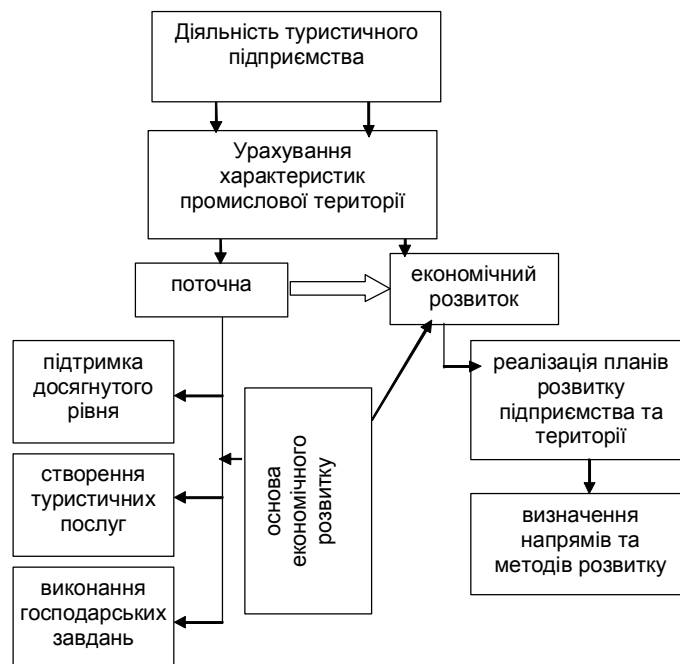 Діяльність туристичного
підприємства
Урахування
характеристик
промислової території
поточна
економічний
розвиток
підтримка
досягнутого
рівня
створення
туристичних
послуг
виконання
господарських
завдань
основа
економічного
розвитку
реалізація планів
розвитку
підприємства та
території
визначення
напрямів та
методів розвитку